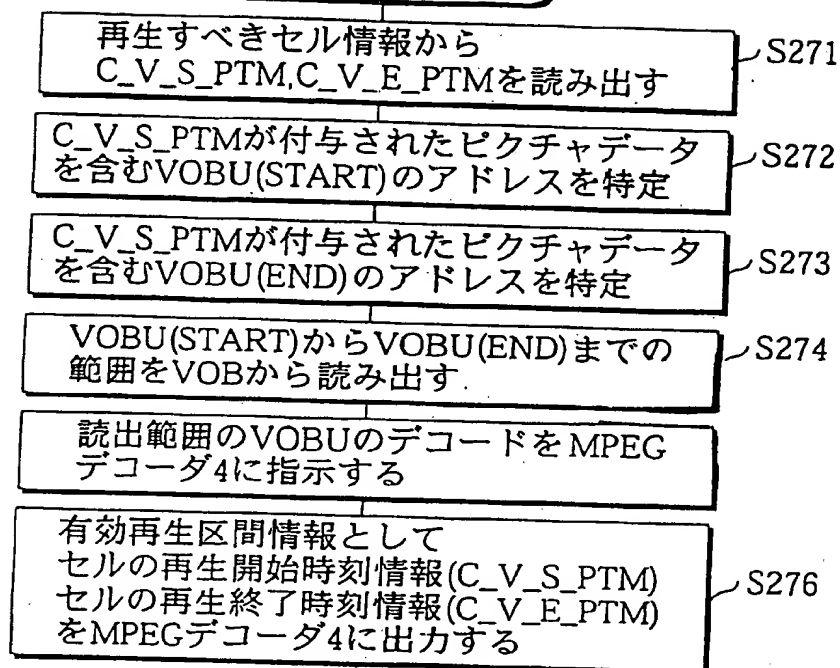 再生すべきセル情報から
C_V_S_PTM,C_V_E_PTMを読み出す
S271
C_V_S_PTMが付与されたピクチャデータ
を含むVOBU(START)のアドレスを特定
S272
C_V_S_PTMが付与されたピクチャデータ
を含むVOBU(END)のアドレスを特定
S273
VOBU(START)からVOBU(END)までの
範囲をVOBから読み出す
S274
読出範囲のVOBUのデコードをMPEG
デコーダ4に指示する
有効再生区間情報として
セルの再生開始時刻情報(C_V_S_PTM)
セルの再生終了時刻情報(C_V_E_PTM)
をMPEGデコーダ4に出力する
S276